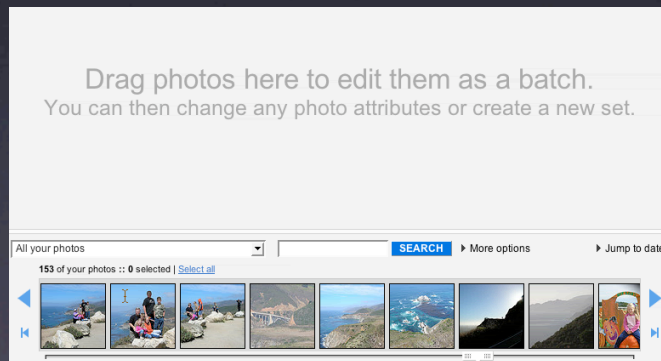 Drag photos here to edit them as a batch.
You can then change any photo attributes or create a new set.
All your photos
SEARCH
More options
Jump to date
153 of your photos :: 0 selected | Select all